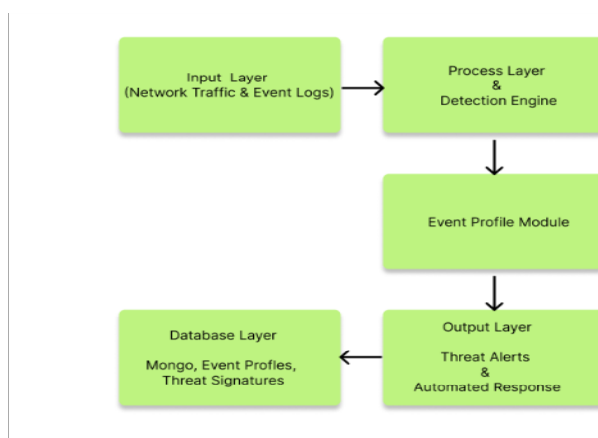 Input Layer
(Network Traffic & Event Logs)
Process Layer
&
Detection Engine
Event Profile Module
Database Layer
Mongo, Event Profles,
Threat Signatures
Output Layer
Threat Alerts
&
Automated Response